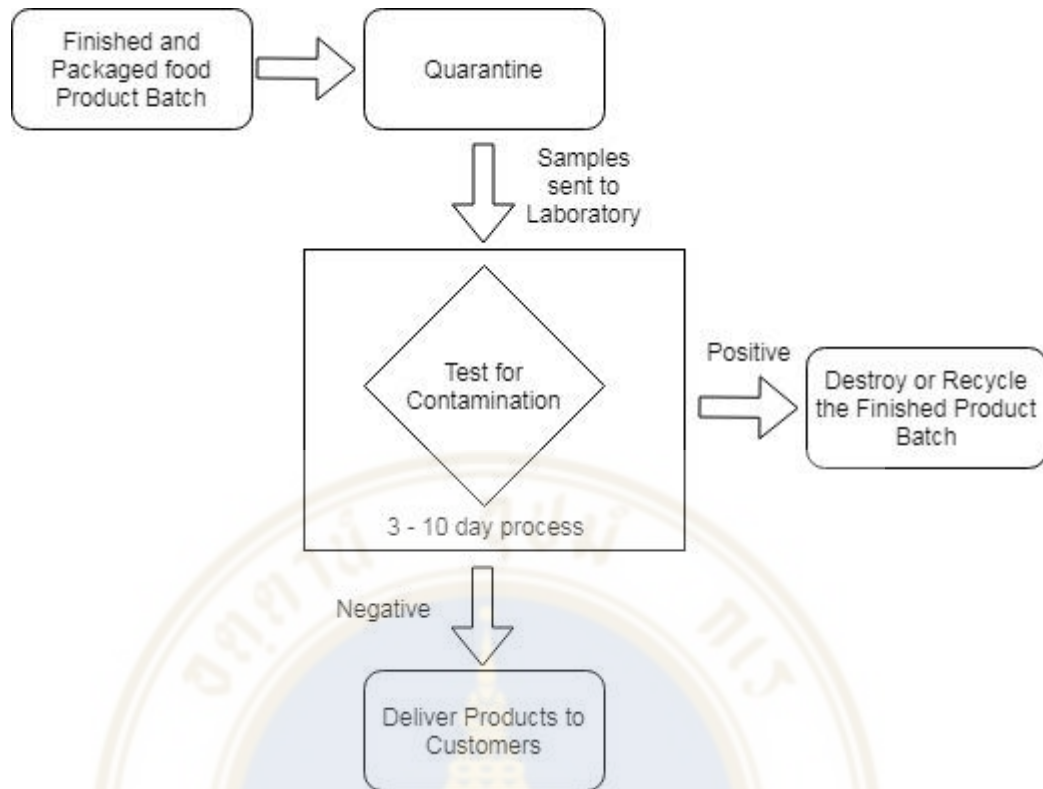 Finished and
Packaged food
Product Batch
Quarantine
Samples
sent to
Laboratory
Test for
Contamination
3 - 10 day process
Positive
Destroy or Recycle
the Finished Product
Batch
Negative
Deliver Products to
Customers